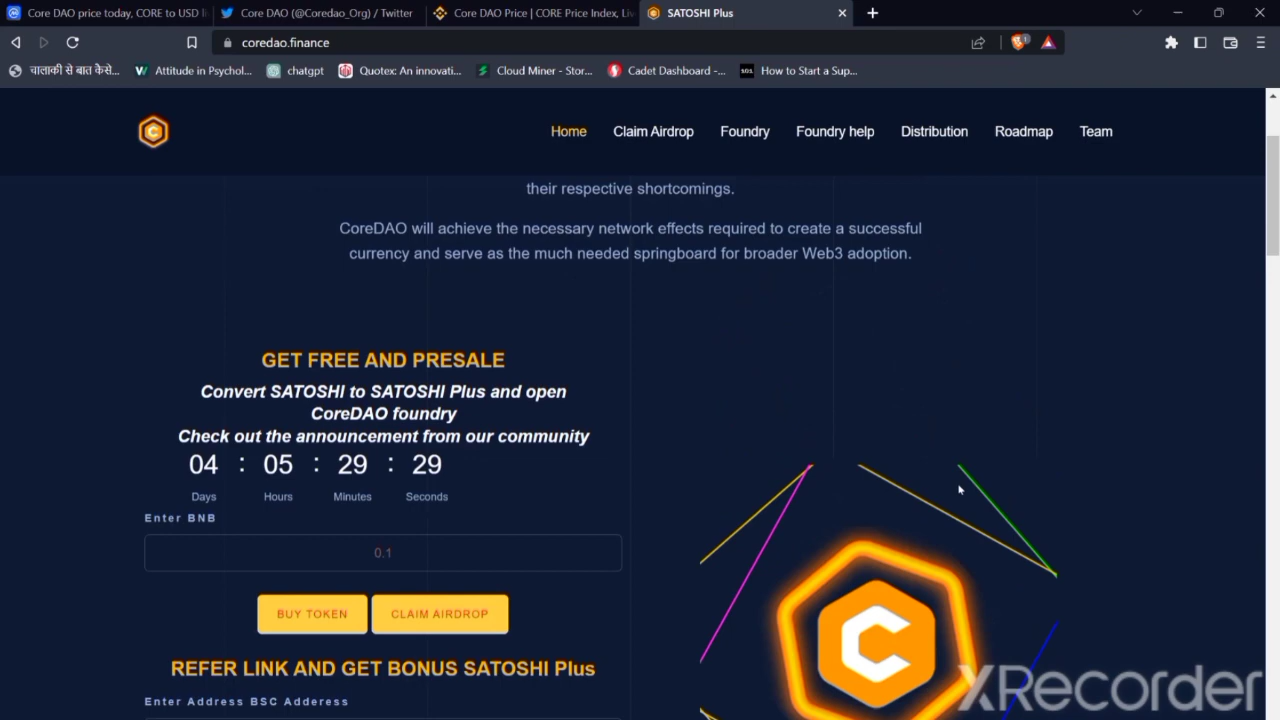 Core DAO price today, CORE to USD li
Core DAO (@Coredao_Org) / Twitter
Core DAO Price | CORE Price Index, Liv
SATOSHI Plus
coredao.finance
चालाकी से बात कैसे...
Attitude in Psychol...
chatgpt
Quotex: An innovati...
Cloud Miner - Stor...
Cadet Dashboard -...
How to Start a Sup...
Home
Claim Airdrop
Foundry
Foundry help
Distribution
Roadmap
Team
their respective shortcomings.
CoreDAO will achieve the necessary network effects required to create a successful
currency and serve as the much needed springboard for broader Web3 adoption.
GET FREE AND PRESALE
Convert SATOSHI to SATOSHI Plus and open
CoreDAO foundry
Check out the announcement from our community
04 : 05 : 29 : 29
Days Hours Minutes Seconds
Enter BNB
0.1
BUY TOKEN
CLAIM AIRDROP
REFER LINK AND GET BONUS SATOSHI Plus
Enter Address BSC Adderess
XRecorder